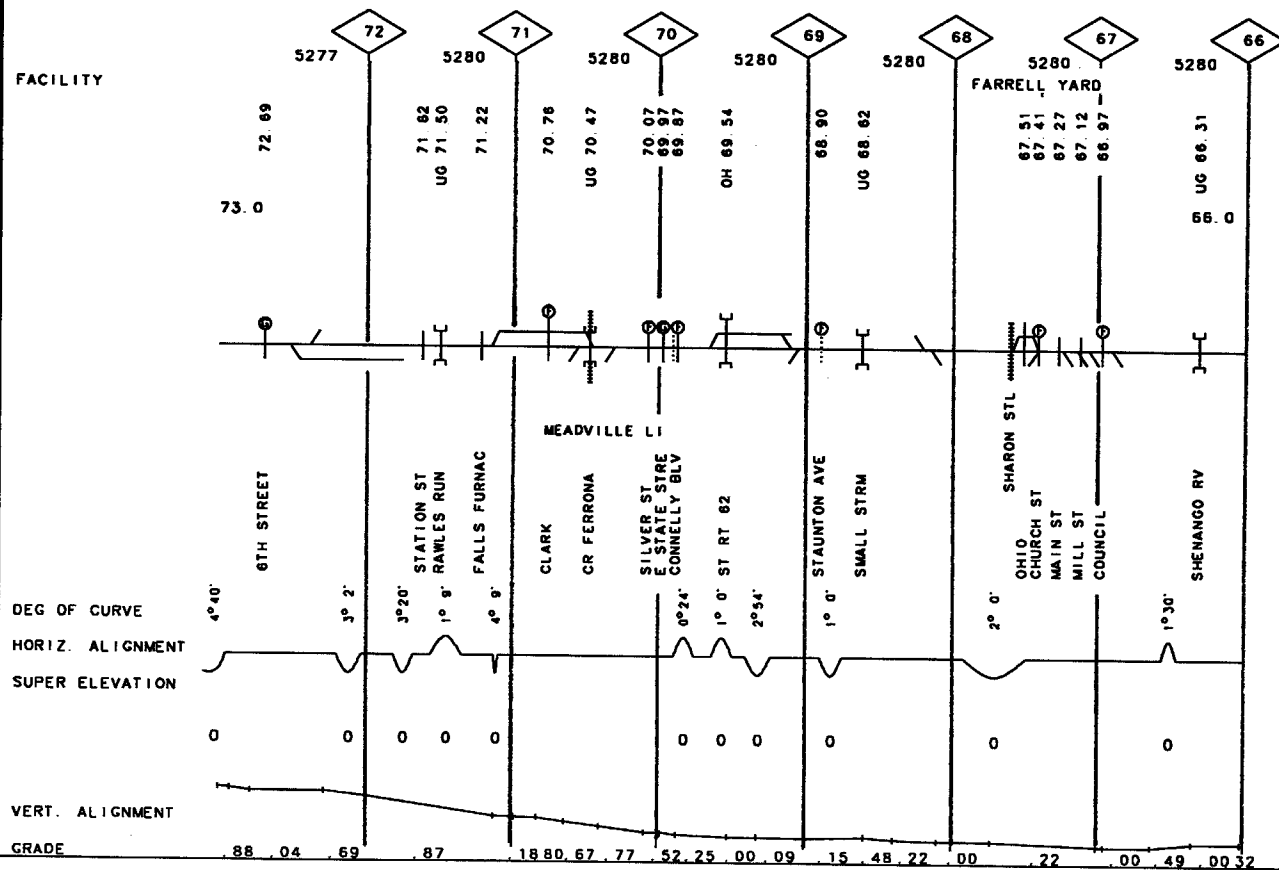 72 71 70 69 68 67 66
5277 5280 5280 5280 5280 5280 5280
FACILITY
FARRELL YARD
72.69
71.62
UG 71.50
71.22
70.76
UG 70.47
70.07
69.97
69.87
OH 69.54
68.90
UG 68.62
67.51
67.41
67.27
67.12
66.97
UG 66.31
73.0
66.0
G
F
F G F
F
F
F
MEADVILLE LI
6TH STREET
STATION ST
RAWLES RUN
FALLS FURNAC
CLARK
CR FERRONA
SILVER ST
E STATE STRE
CONNELLY BLV
ST RT 62
STAUNTON AVE
SMALL STRM
SHARON STL
OHIO
CHURCH ST
MAIN ST
MILL ST
COUNCIL
SHENANGO RV
DEG OF CURVE
4°40' 3° 2' 3°20' 1° 9' 4° 9' 0°24' 1° 0' 2°54' 1° 0' 2° 0' 1°30'
HORIZ. ALIGNMENT
SUPER ELEVATION
0 0 0 0 0 0 0 0 0 0 0
VERT. ALIGNMENT
GRADE .88 .04 .69 .87 .18 80 .67 .77 .52 .25 .00 .09 .15 .48 .22 .00 .22 .00 .49 .00 32